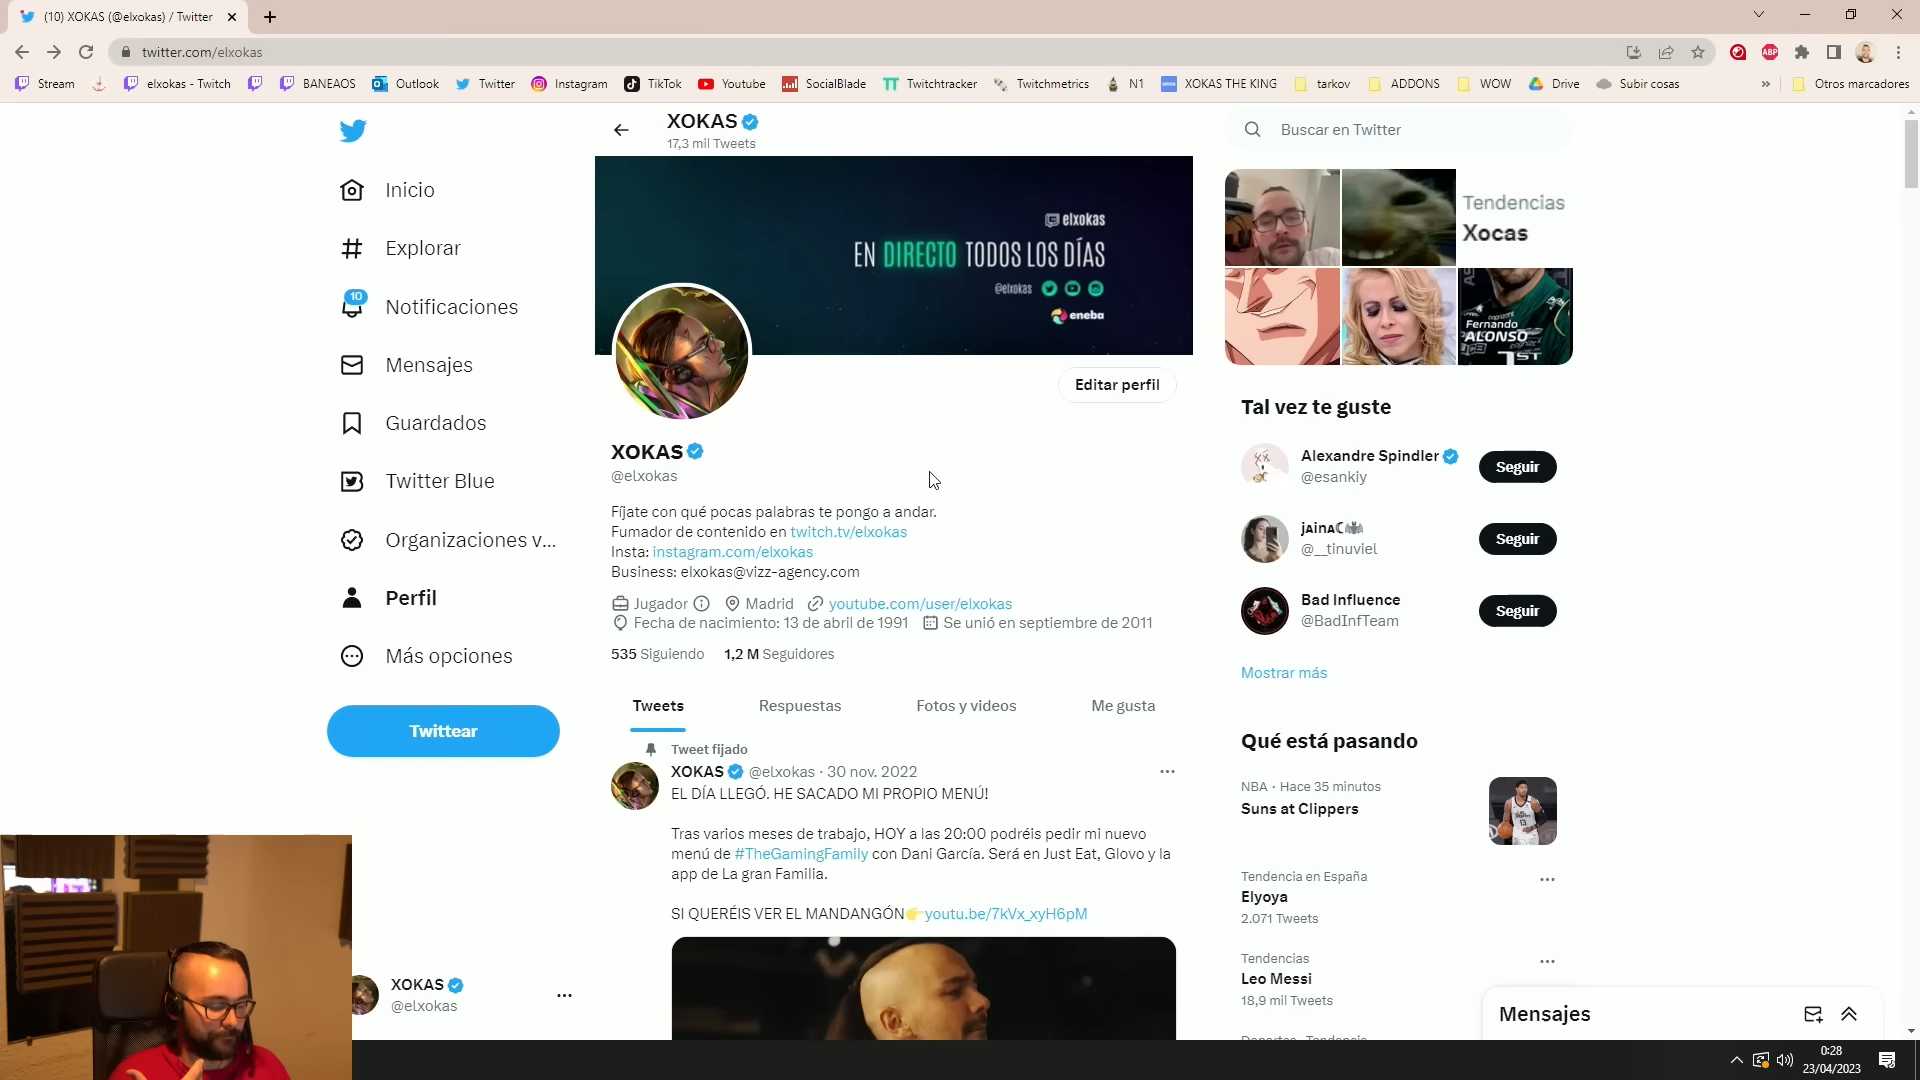 (10) XOKAS (@elxokas) / Twitter
twitter.com/elxokas
ABP
Stream
elxokas - Twitch
BANEAOS
Outlook
Twitter
Instagram
TikTok
Youtube
SocialBlade
Twitchtracker
Twitchmetrics
N1
XOKAS THE KING
tarkov
ADDONS
WOW
Drive
Subir cosas
»
Otros marcadores
Inicio
Explorar
10
Notificaciones
Mensajes
Guardados
Twitter Blue
Organizaciones v...
Perfil
Más opciones
Twittear
XOKAS
@elxokas
XOKAS
17,3 mil Tweets
elxokas
EN DIRECTO TODOS LOS DÍAS
@elxokas
eneba
Editar perfil
XOKAS
@elxokas
Fíjate con qué pocas palabras te pongo a andar.
Fumador de contenido en twitch.tv/elxokas
Insta: instagram.com/elxokas
Business: elxokas@vizz-agency.com
Jugador Madrid youtube.com/user/elxokas
Fecha de nacimiento: 13 de abril de 1991 Se unió en septiembre de 2011
535 Siguiendo 1,2 M Seguidores
Tweets Respuestas Fotos y videos Me gusta
Tweet fijado
XOKAS @elxokas · 30 nov. 2022
EL DÍA LLEGÓ. HE SACADO MI PROPIO MENÚ!
Tras varios meses de trabajo, HOY a las 20:00 podréis pedir mi nuevo
menú de #TheGamingFamily con Dani García. Será en Just Eat, Glovo y la
app de La gran Familia.
SI QUERÉIS VER EL MANDANGÓN👉youtu.be/7kVx_xyH6pM
Buscar en Twitter
Tendencias
Xocas
Fernando
ALONSO
1ST
Tal vez te guste
Alexandre Spindler
@esankiy
Seguir
jᴀinᴀ☾🦇
@__tinuviel
Seguir
Bad Influence
@BadInfTeam
Seguir
Mostrar más
Qué está pasando
NBA · Hace 35 minutos
Suns at Clippers
Tendencia en España
Elyoya
2.071 Tweets
Tendencias
Leo Messi
18,9 mil Tweets
Deportes · Tendencia
Mensajes
0:28
23/04/2023